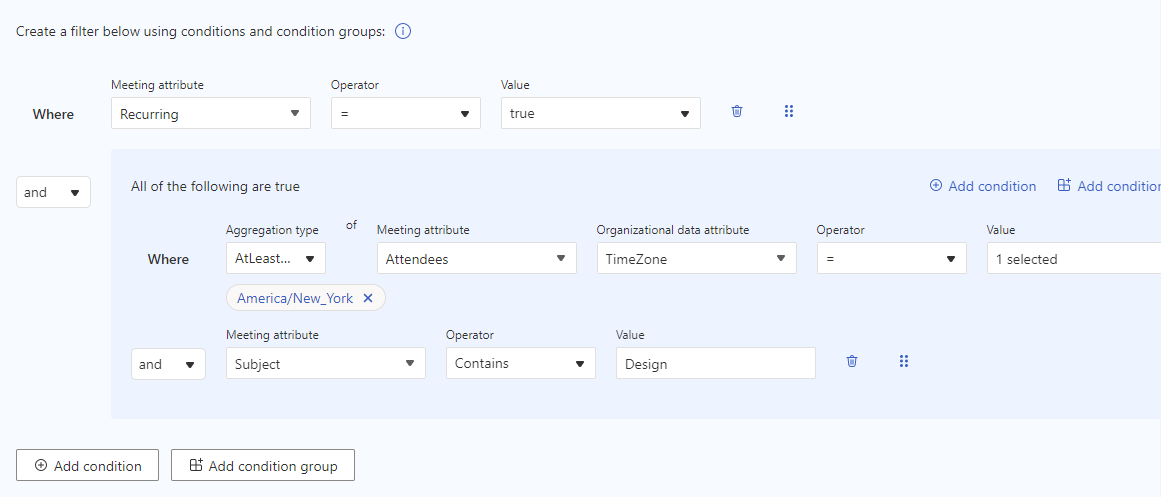 Create a filter below using conditions and condition groups:
Meeting attribute Operator Value
Where Recurring = true
and All of the following are true Add condition Add condition
Aggregation type of Meeting attribute Organizational data attribute Operator Value
Where AtLeast... Attendees TimeZone = 1 selected
America/New_York
Meeting attribute Operator Value
and Subject Contains Design
Add condition Add condition group